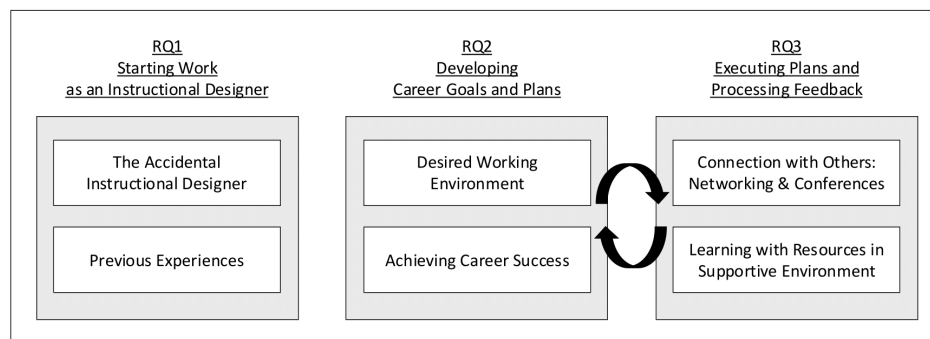 RQ1
Starting Work
as an Instructional Designer
The Accidental
Instructional Designer
Previous Experiences
RQ2
Developing
Career Goals and Plans
Desired Working
Environment
Achieving Career Success
RQ3
Executing Plans and
Processing Feedback
Connection with Others:
Networking & Conferences
Learning with Resources in
Supportive Environment